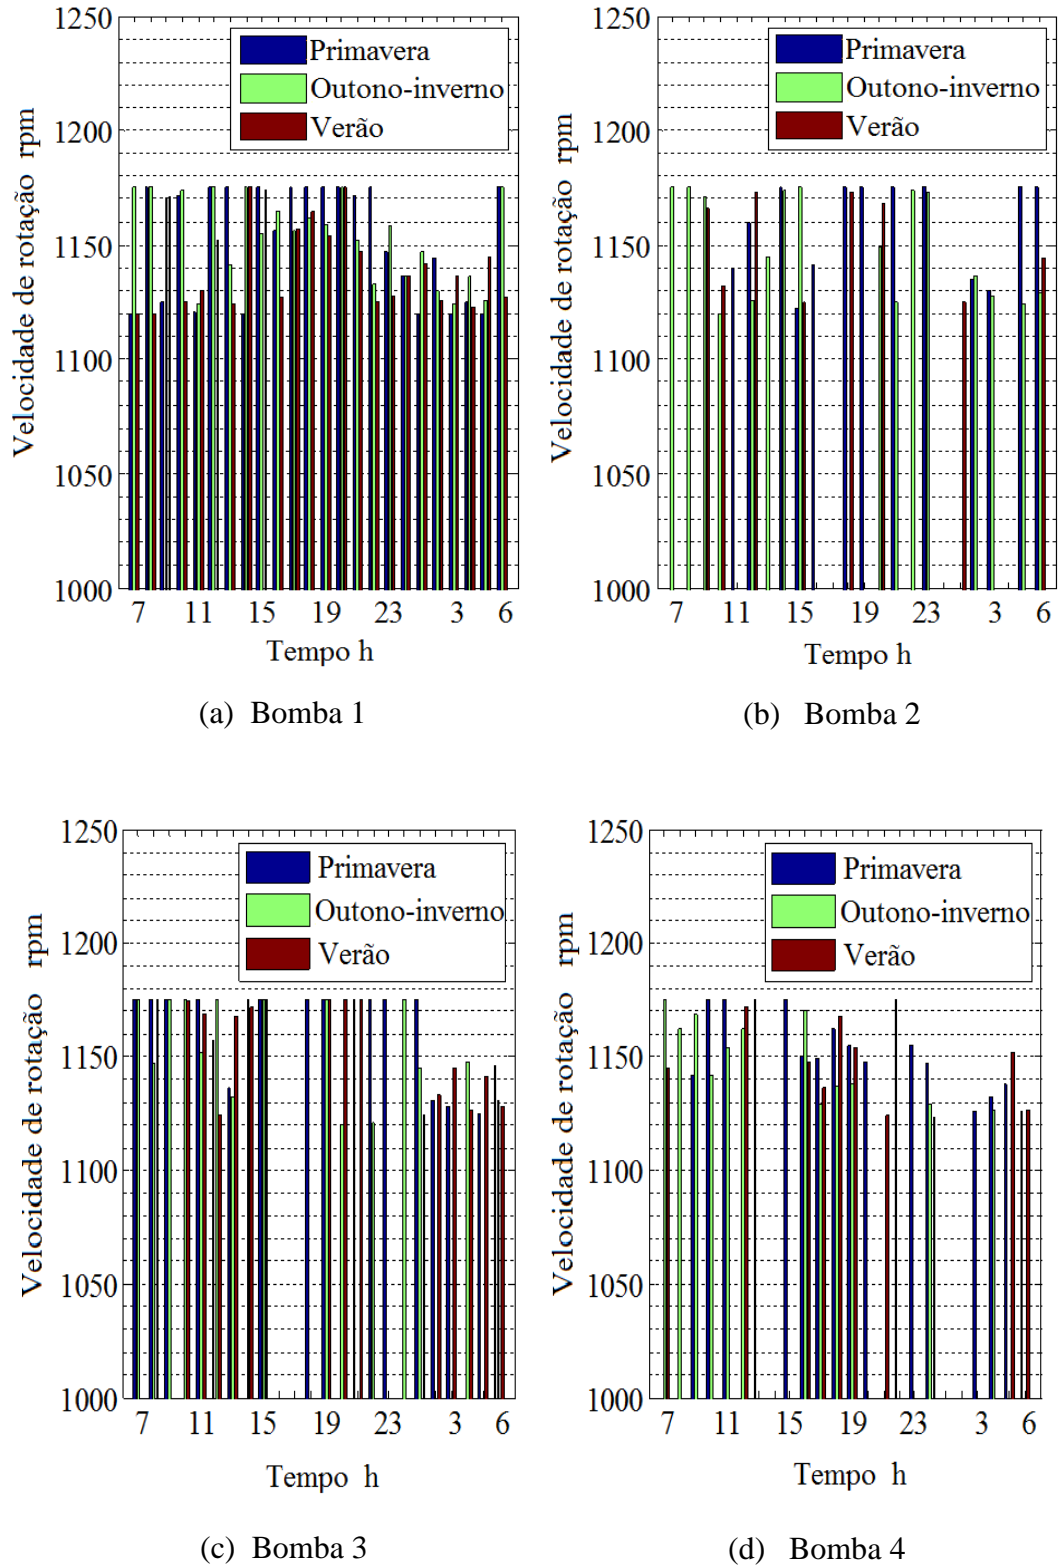 1250
1200
1150
1100
1050
1000
Velocidade de rotação rpm
Primavera
Outono-inverno
Verão
7 11 15 19 23 3 6
Tempo h
(a) Bomba 1
1250
1200
1150
1100
1050
1000
Velocidade de rotação rpm
Primavera
Outono-inverno
Verão
7 11 15 19 23 3 6
Tempo h
(b) Bomba 2
1250
1200
1150
1100
1050
1000
Velocidade de rotação rpm
Primavera
Outono-inverno
Verão
7 11 15 19 23 3 6
Tempo h
(c) Bomba 3
1250
1200
1150
1100
1050
1000
Velocidade de rotação rpm
Primavera
Outono-inverno
Verão
7 11 15 19 23 3 6
Tempo h
(d) Bomba 4